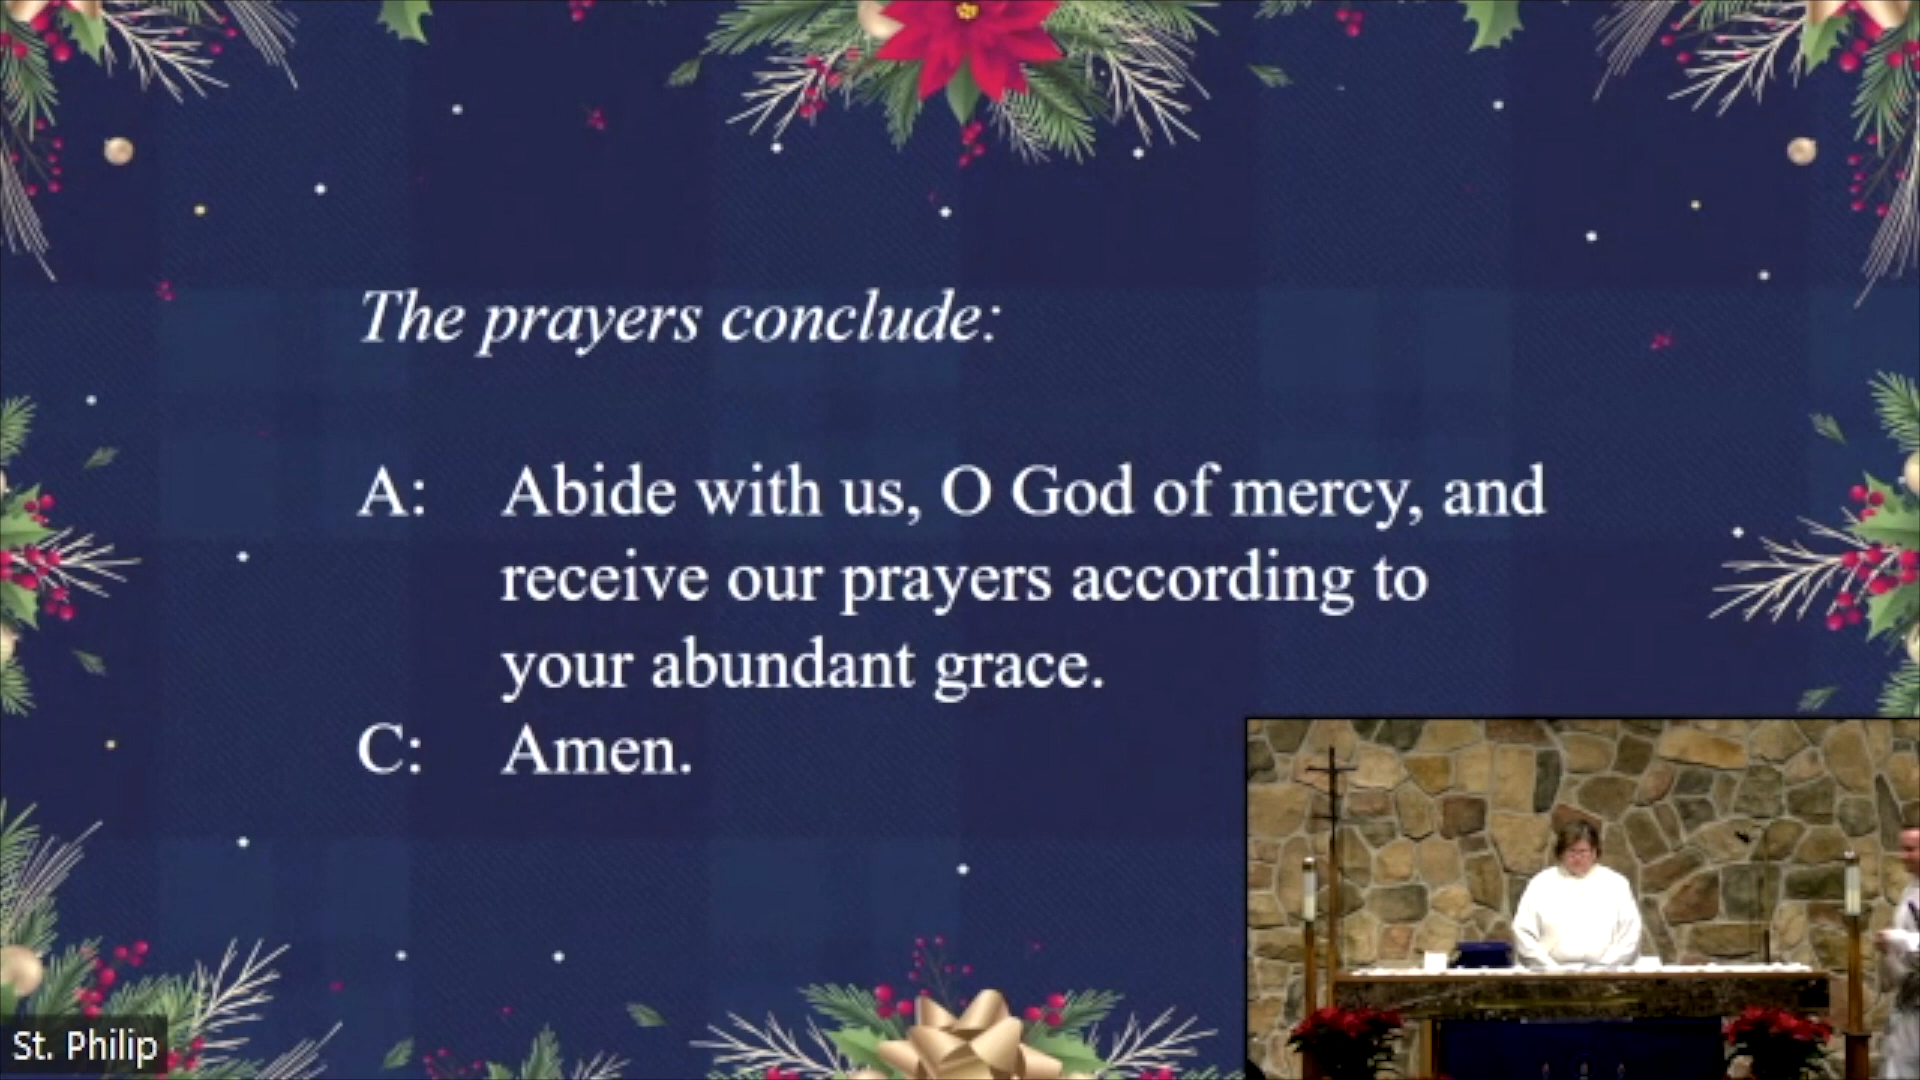 The prayers conclude:
A: Abide with us, O God of mercy, and
receive our prayers according to
your abundant grace.
C: Amen.
St. Philip